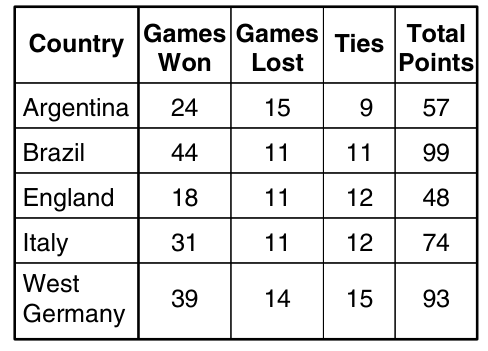 Country Games Won Games Lost Ties Total Points
Argentina 24 15 9 57
Brazil 44 11 11 99
England 18 11 12 48
Italy 31 11 12 74
West Germany 39 14 15 93